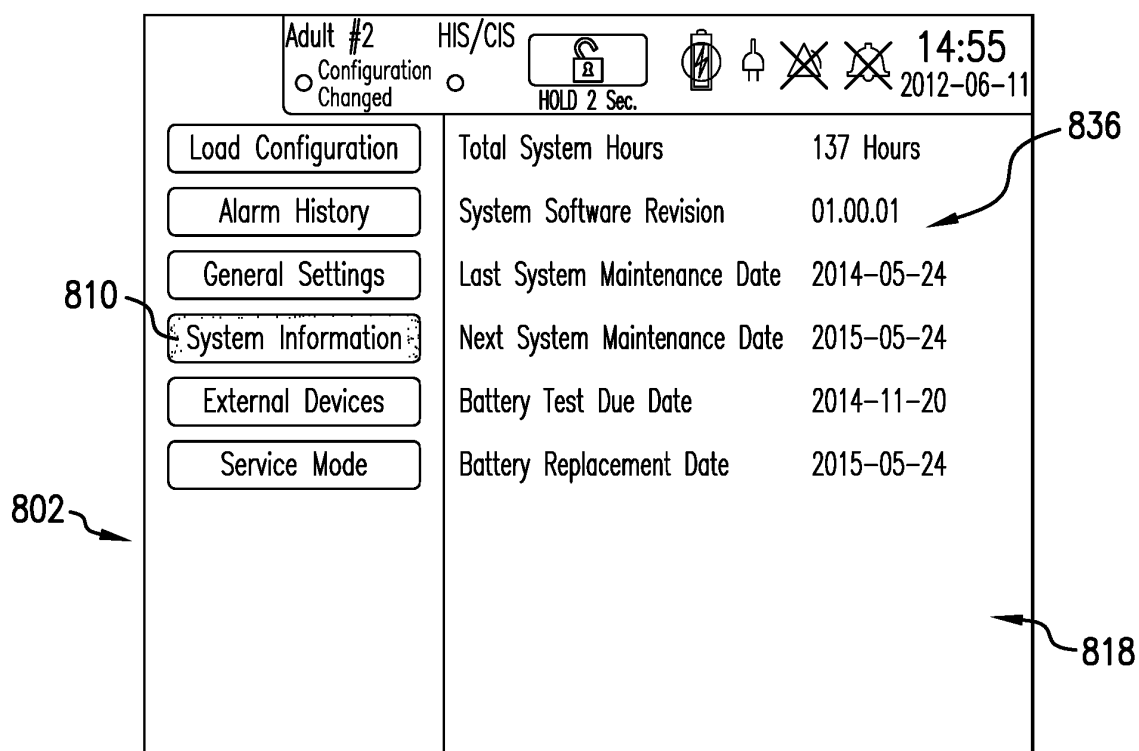 Adult #2 HIS/CIS 14:55
Configuration
Changed
HOLD 2 Sec. 2012-06-11
836
Load Configuration Total System Hours 137 Hours
Alarm History System Software Revision 01.00.01
General Settings Last System Maintenance Date 2014-05-24
810
System Information Next System Maintenance Date 2015-05-24
External Devices Battery Test Due Date 2014-11-20
Service Mode Battery Replacement Date 2015-05-24
802
818